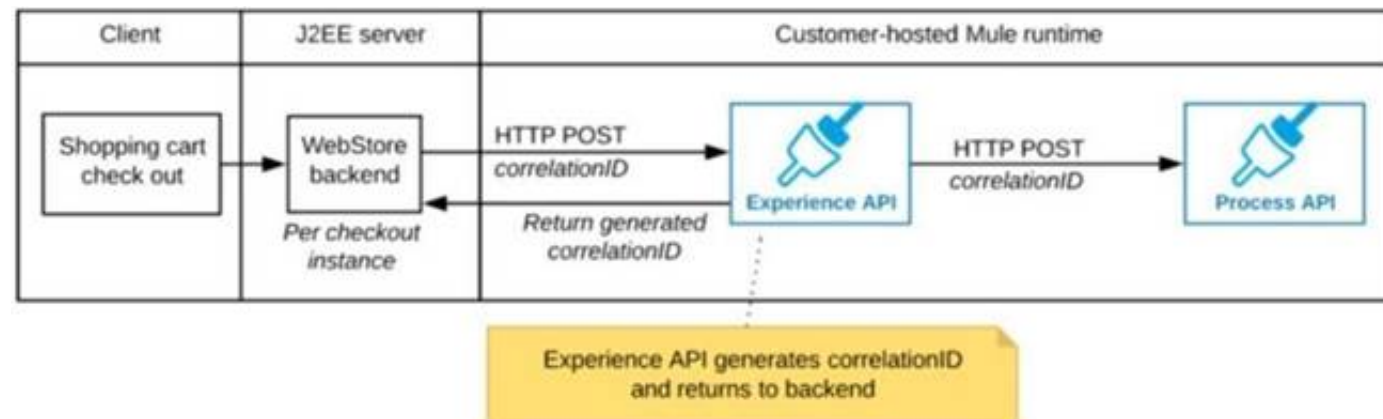 Client
J2EE server
Customer-hosted Mule runtime
Shopping cart
check out
WebStore
backend
Per checkout
instance
HTTP POST
correlationID
Return generated
correlationID
Experience API
HTTP POST
correlationID
Process API
Experience API generates correlationID
and returns to backend